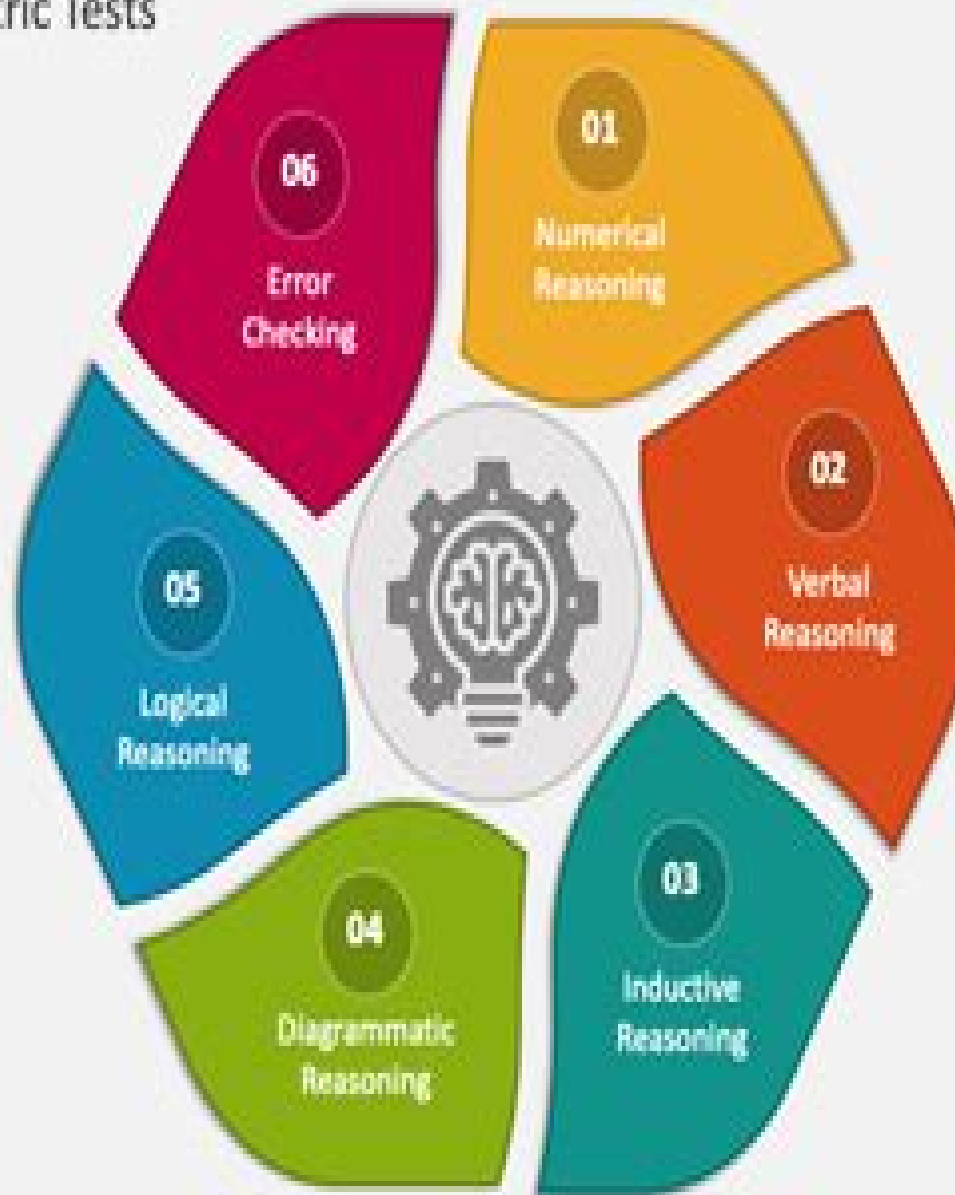 tric Tests
01
Numerical
Reasoning
02
Verbal
Reasoning
03
Inductive
Reasoning
04
Diagrammatic
Reasoning
05
Logical
Reasoning
06
Error
Checking